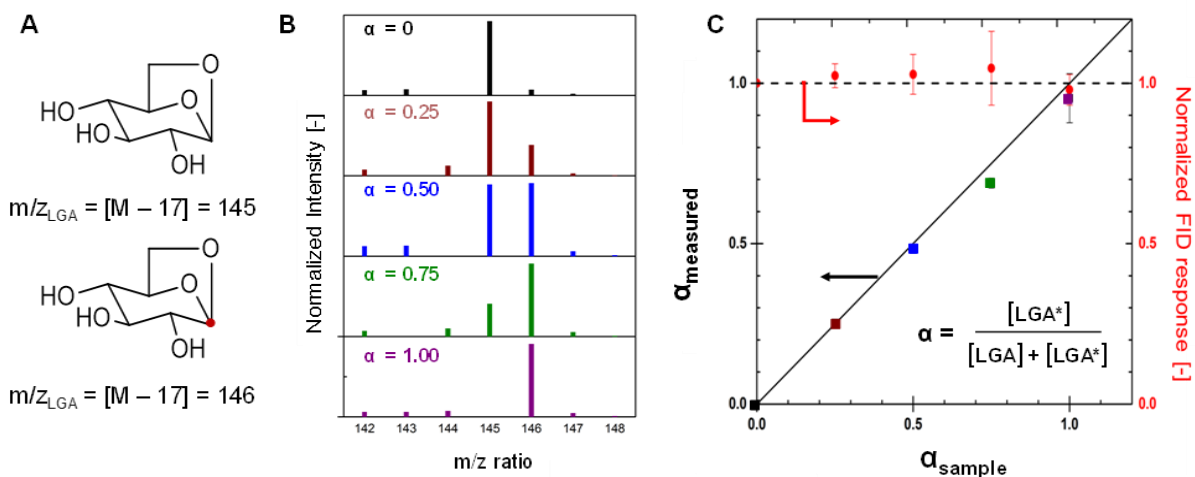 A
O
O
HO
HO
OH
m/z_LGA = [M – 17] = 145
O
O
HO
HO
OH
m/z_LGA = [M – 17] = 146
B
Normalized Intensity [-]
α = 0
α = 0.25
α = 0.50
α = 0.75
α = 1.00
142 143 144 145 146 147 148
m/z ratio
C
α_measured
1.0
0.5
0.0
0.0 0.5 1.0
α_sample
1.0
0.5
0.0
Normalized FID response [-]
α = [LGA*]
[LGA] + [LGA*]